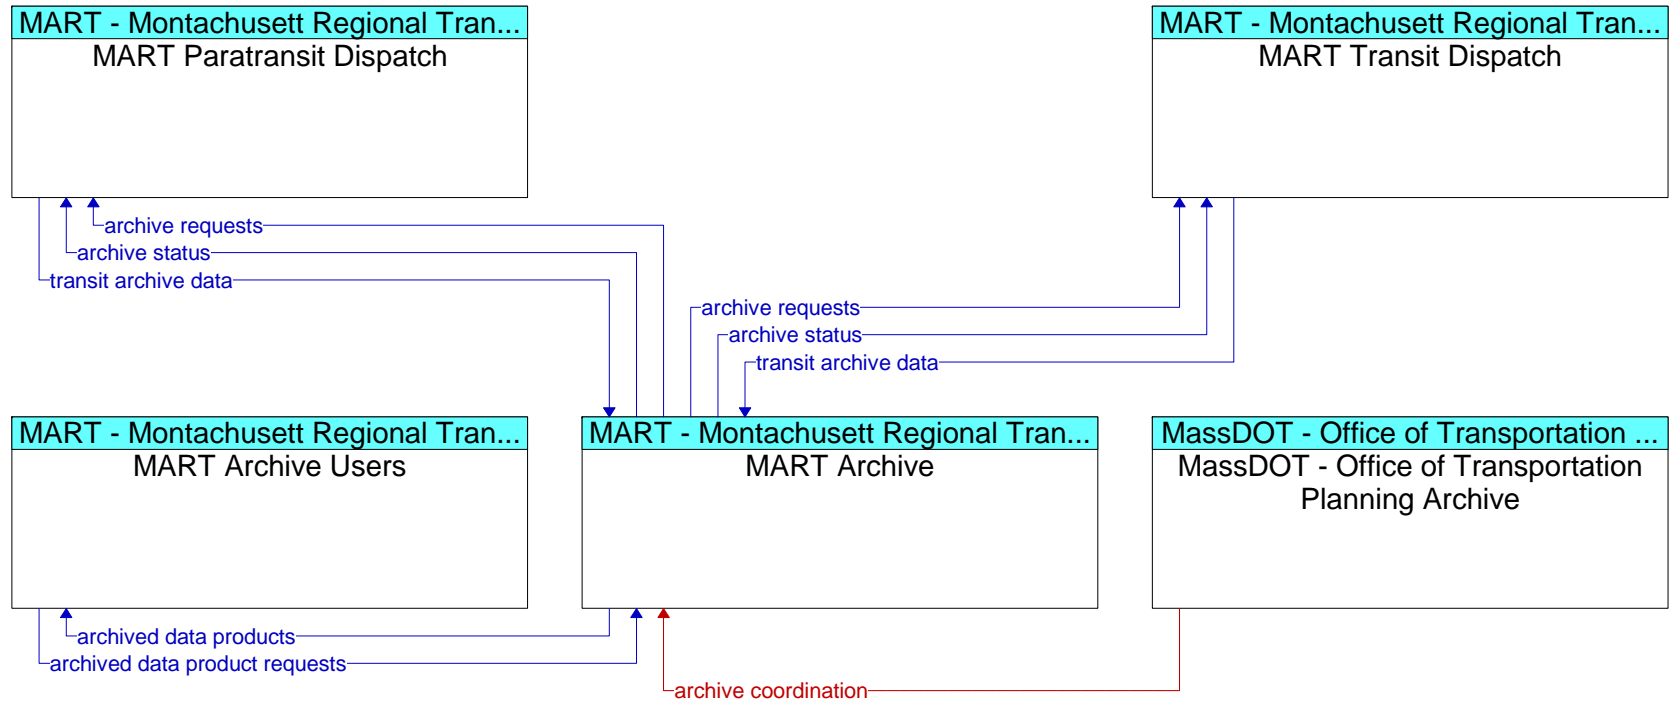 MART - Montachusett Regional Tran...
MART Paratransit Dispatch
MART - Montachusett Regional Tran...
MART Transit Dispatch
archive requests
archive status
transit archive data
archive requests
archive status
transit archive data
MART - Montachusett Regional Tran...
MART Archive Users
MART - Montachusett Regional Tran...
MART Archive
MassDOT - Office of Transportation ...
MassDOT - Office of Transportation
Planning Archive
archived data products
archived data product requests
archive coordination